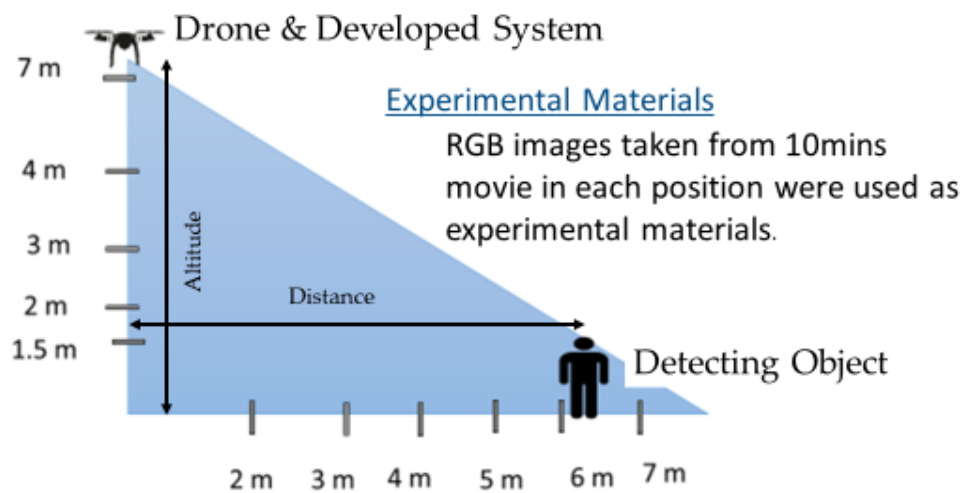 Drone & Developed System
7 m
Experimental Materials
RGB images taken from 10mins
movie in each position were used as
experimental materials.
4 m
3 m
Altitude
2 m
Distance
1.5 m
Detecting Object
2 m 3 m 4 m 5 m 6 m 7 m